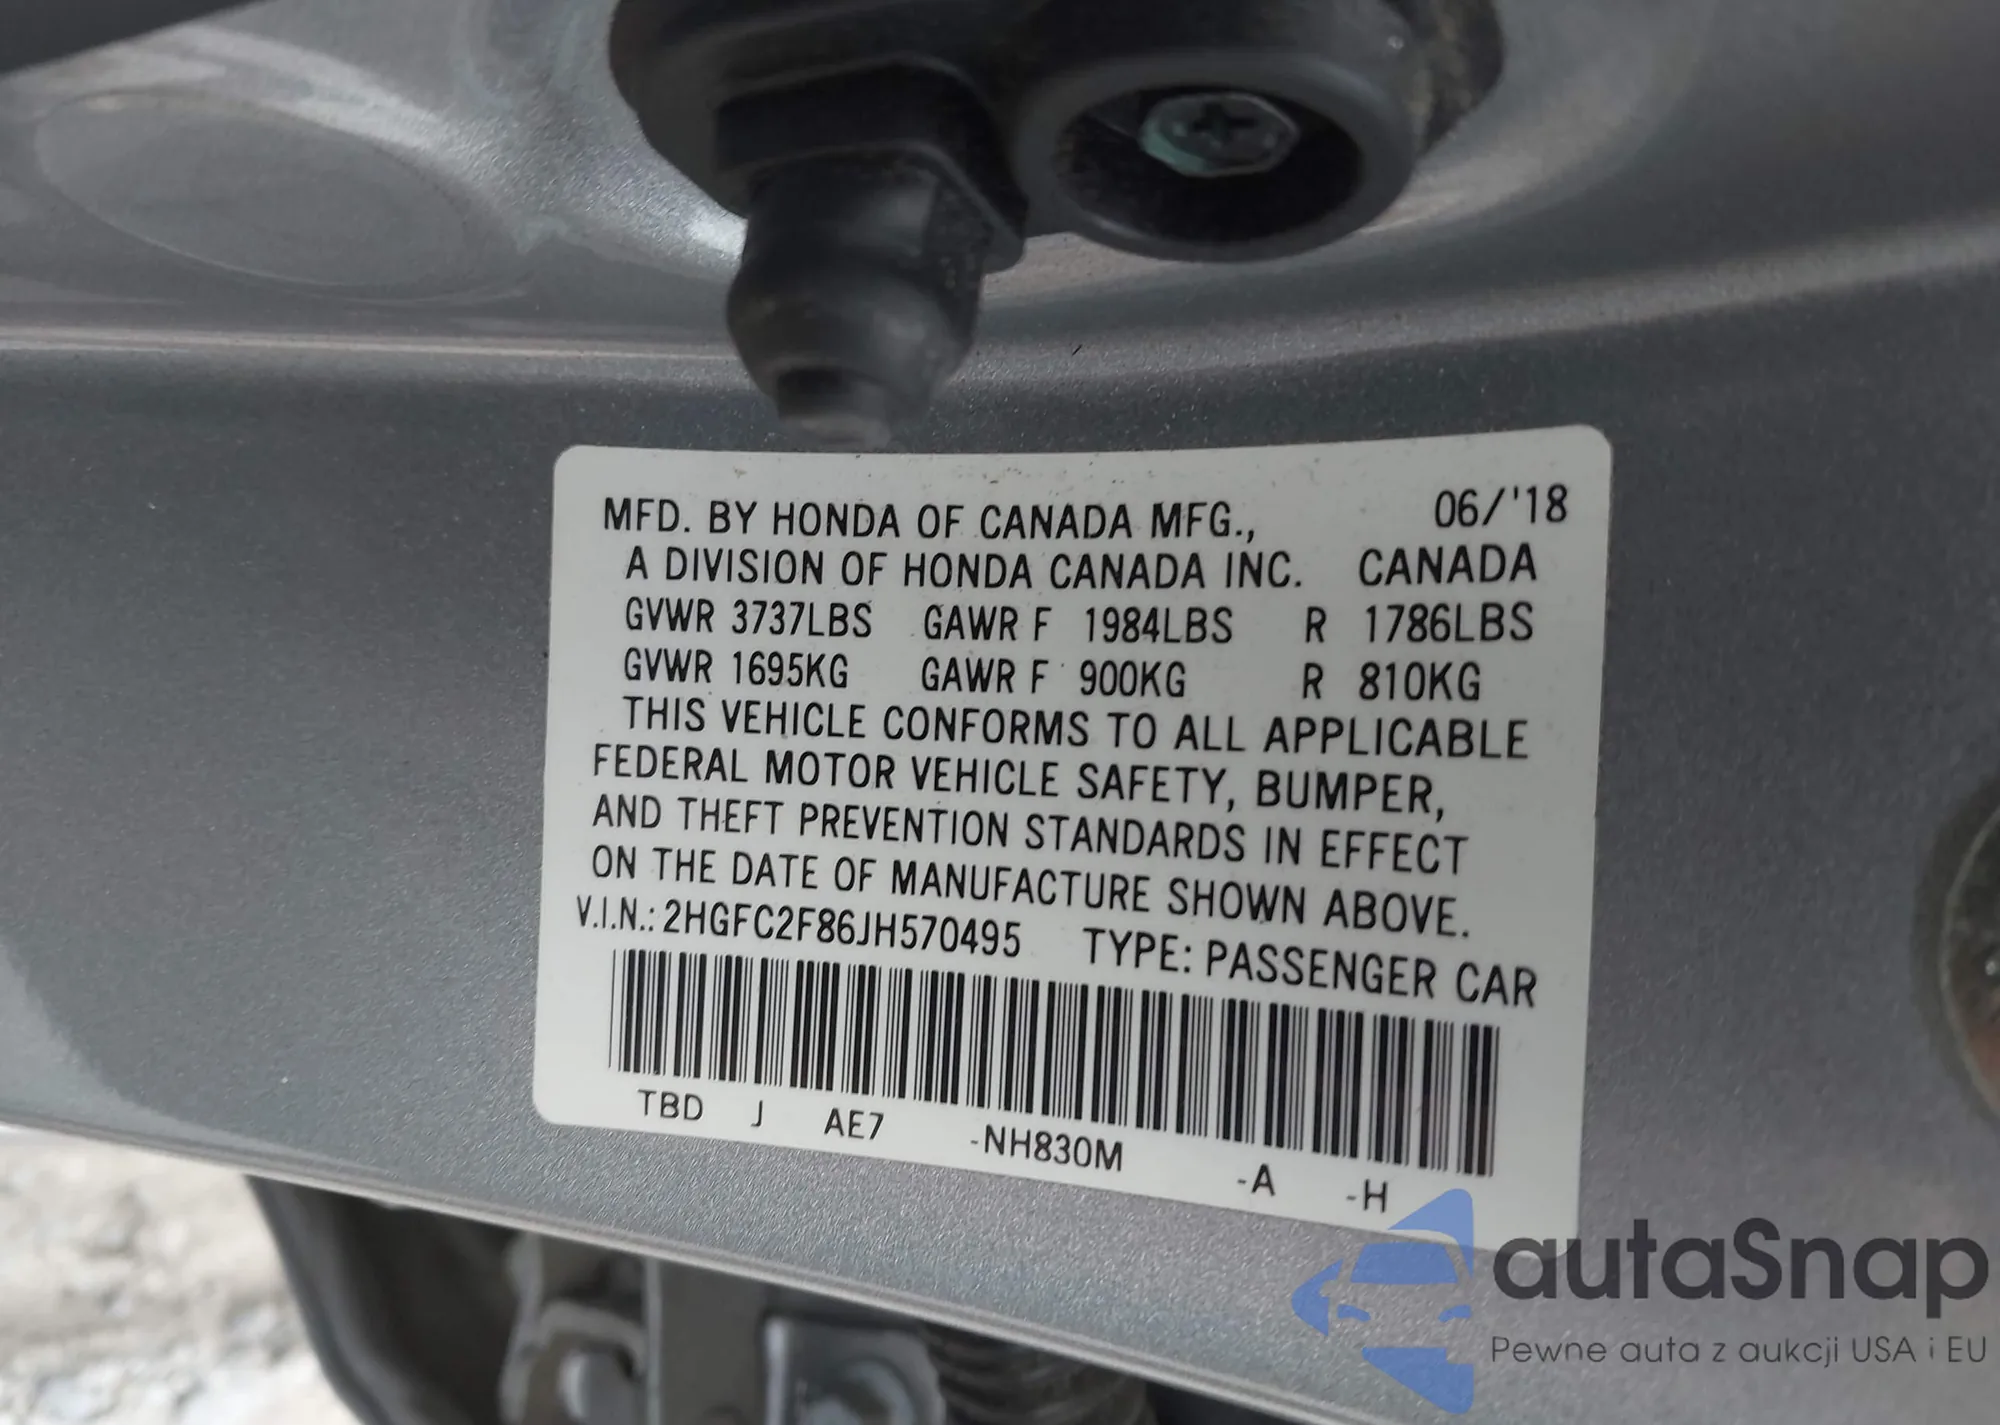 MFD. BY HONDA OF CANADA MFG., 06/'18
A DIVISION OF HONDA CANADA INC. CANADA
GVWR 3737LBS GAWR F 1984LBS R 1786LBS
GVWR 1695KG GAWR F 900KG R 810KG
THIS VEHICLE CONFORMS TO ALL APPLICABLE
FEDERAL MOTOR VEHICLE SAFETY, BUMPER,
AND THEFT PREVENTION STANDARDS IN EFFECT
ON THE DATE OF MANUFACTURE SHOWN ABOVE.
V.I.N.: 2HGFC2F86JH570495 TYPE: PASSENGER CAR
TBD J AE7 -NH830M -A -H
autaSnap
Pewne auta z aukcji USA i EU